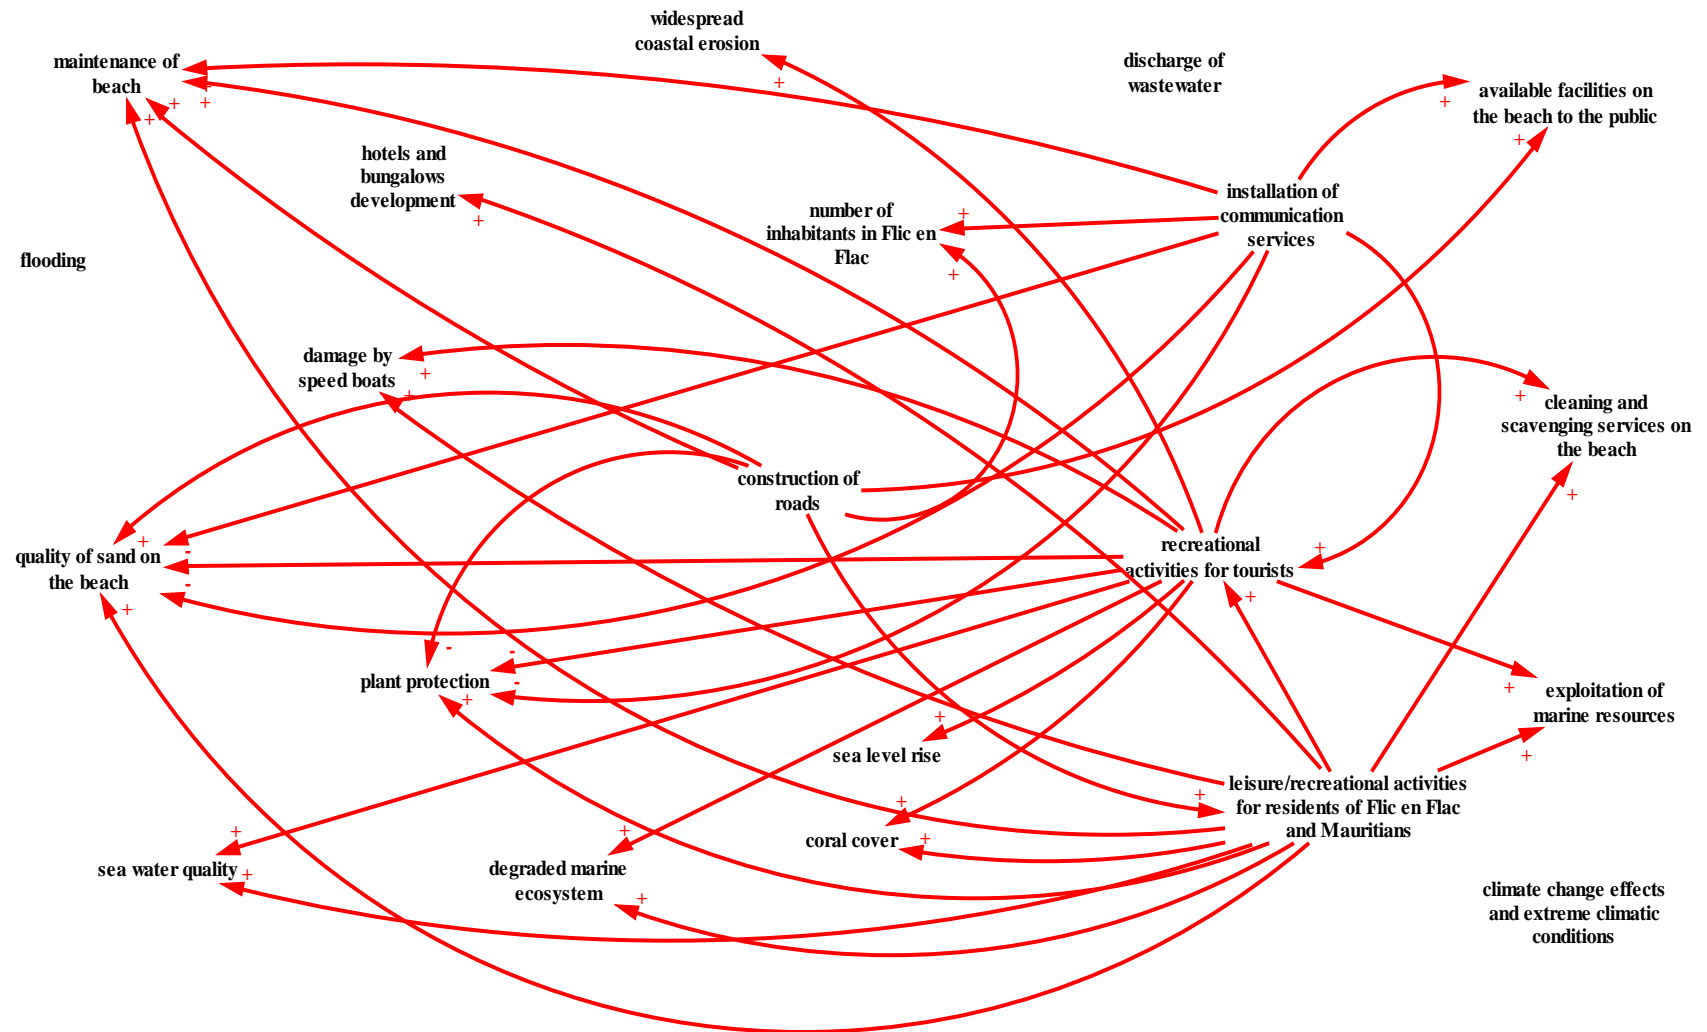 widespread
coastal erosion
maintenance of
beach
discharge of
wastewater
available facilities on
the beach to the public
hotels and
bungalows
development
installation of
communication
services
number of
inhabitants in Flic en
Flac
flooding
damage by
speed boats
cleaning and
scavenging services on
the beach
construction of
roads
recreational
activities for tourists
quality of sand on
the beach
plant protection
exploitation of
marine resources
sea level rise
leisure/recreational activities
for residents of Flic en Flac
and Mauritians
coral cover
sea water quality
degraded marine
ecosystem
climate change effects
and extreme climatic
conditions